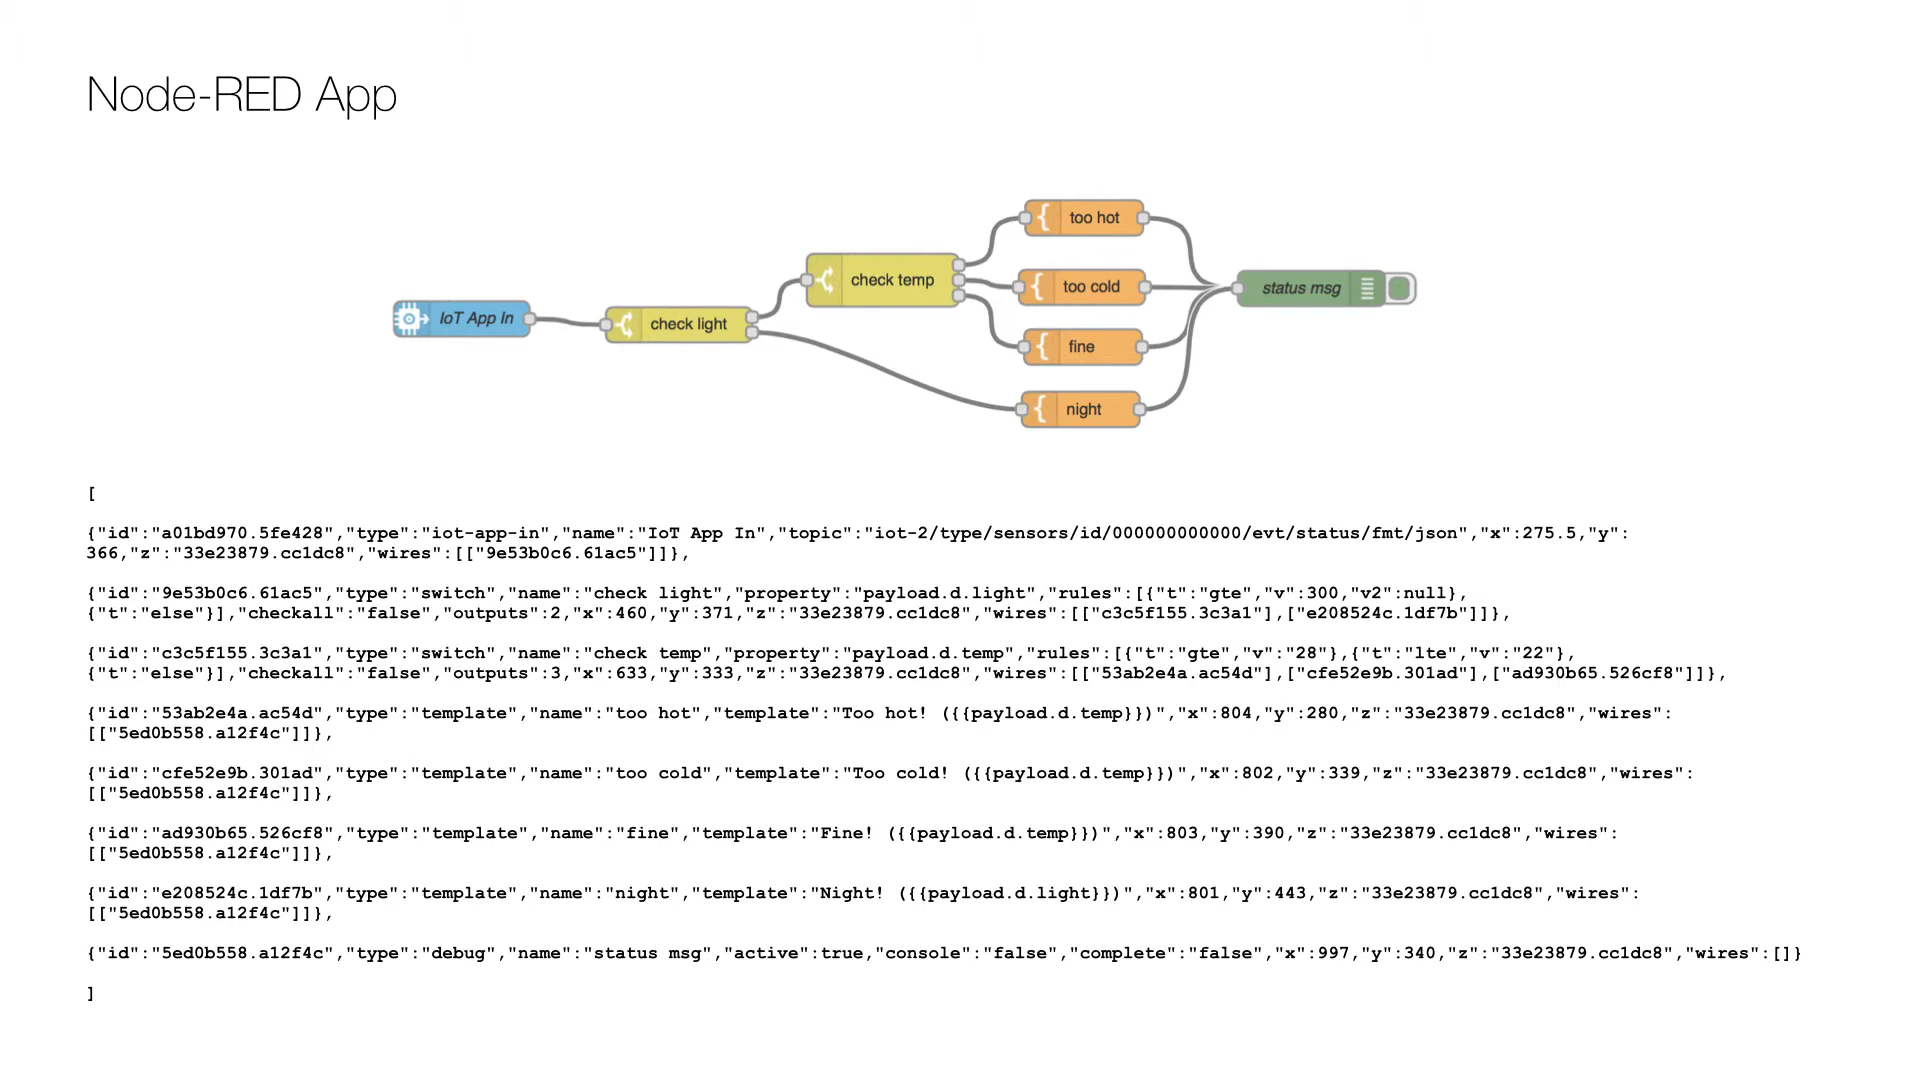 Node-RED App
too hot
check temp
too cold
status msg
IoT App In
check light
fine
night
[
{"id":"a01bd970.5fe428","type":"iot-app-in","name":"IoT App In","topic":"iot-2/type/sensors/id/000000000000/evt/status/fmt/json","x":275.5,"y":
366,"z":"33e23879.cc1dc8","wires":[["9e53b0c6.61ac5"]]},
{"id":"9e53b0c6.61ac5","type":"switch","name":"check light","property":"payload.d.light","rules":[{"t":"gte","v":300,"v2":null},
{"t":"else"}],"checkall":"false","outputs":2,"x":460,"y":371,"z":"33e23879.cc1dc8","wires":[["c3c5f155.3c3a1"],["e208524c.1df7b"]]},
{"id":"c3c5f155.3c3a1","type":"switch","name":"check temp","property":"payload.d.temp","rules":[{"t":"gte","v":"28"},{"t":"lte","v":"22"},
{"t":"else"}],"checkall":"false","outputs":3,"x":633,"y":333,"z":"33e23879.cc1dc8","wires":[["53ab2e4a.ac54d"],["cfe52e9b.301ad"],["ad930b65.526cf8"]]},
{"id":"53ab2e4a.ac54d","type":"template","name":"too hot","template":"Too hot! ({{payload.d.temp}})","x":804,"y":280,"z":"33e23879.cc1dc8","wires":
[["5ed0b558.a12f4c"]]},
{"id":"cfe52e9b.301ad","type":"template","name":"too cold","template":"Too cold! ({{payload.d.temp}})","x":802,"y":339,"z":"33e23879.cc1dc8","wires":
[["5ed0b558.a12f4c"]]},
{"id":"ad930b65.526cf8","type":"template","name":"fine","template":"Fine! ({{payload.d.temp}})","x":803,"y":390,"z":"33e23879.cc1dc8","wires":
[["5ed0b558.a12f4c"]]},
{"id":"e208524c.1df7b","type":"template","name":"night","template":"Night! ({{payload.d.light}})","x":801,"y":443,"z":"33e23879.cc1dc8","wires":
[["5ed0b558.a12f4c"]]},
{"id":"5ed0b558.a12f4c","type":"debug","name":"status msg","active":true,"console":"false","complete":"false","x":997,"y":340,"z":"33e23879.cc1dc8","wires":[]}
]